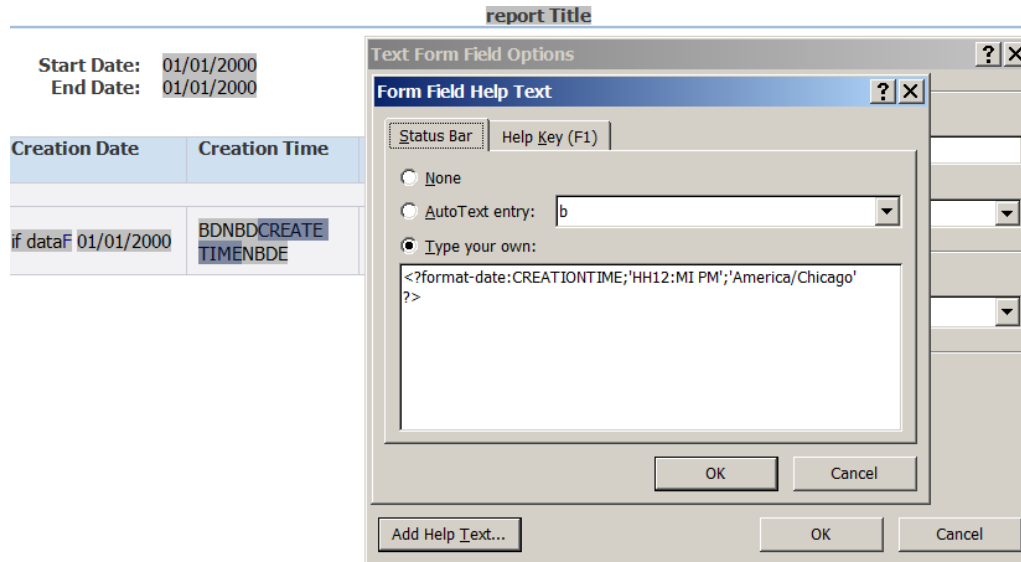 report Title
Start Date: 01/01/2000
End Date: 01/01/2000
Creation Date Creation Time
if dataF 01/01/2000
BDNBDCREATE
TIMENBDE
Text Form Field Options
Form Field Help Text
Status Bar Help Key (F1)
None
AutoText entry: b
Type your own:
<?format-date:CREATIONTIME;'HH12:MI PM';'America/Chicago'
?>
OK Cancel
Add Help Text... OK Cancel